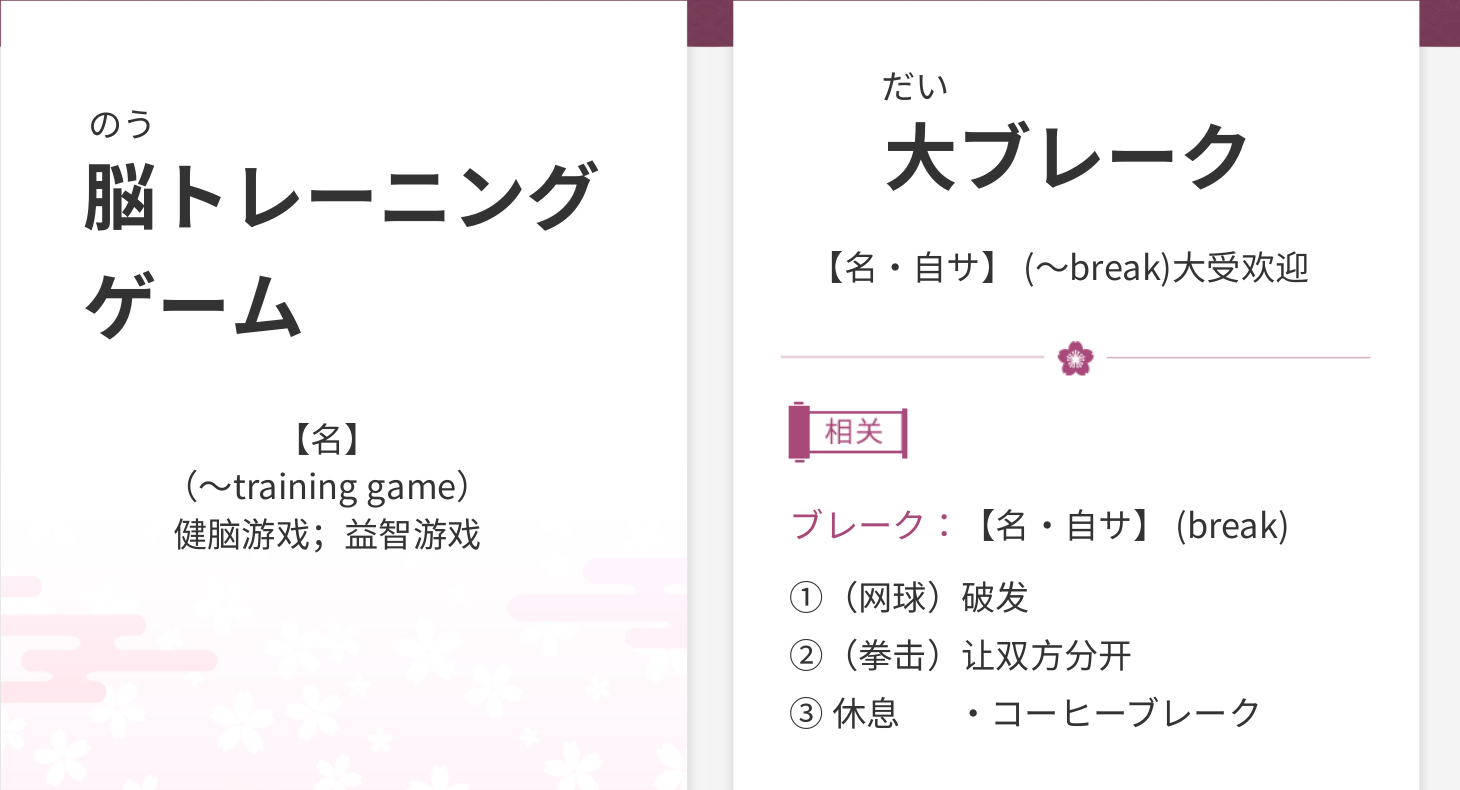 のう
脳トレーニング
ゲーム
【名】
（～training game）
健脑游戏；益智游戏
だい
大ブレーク
【名・自サ】 (～break)大受欢迎
相关
ブレーク：【名・自サ】 (break)
①（网球）破发
②（拳击）让双方分开
③ 休息 ・コーヒーブレーク